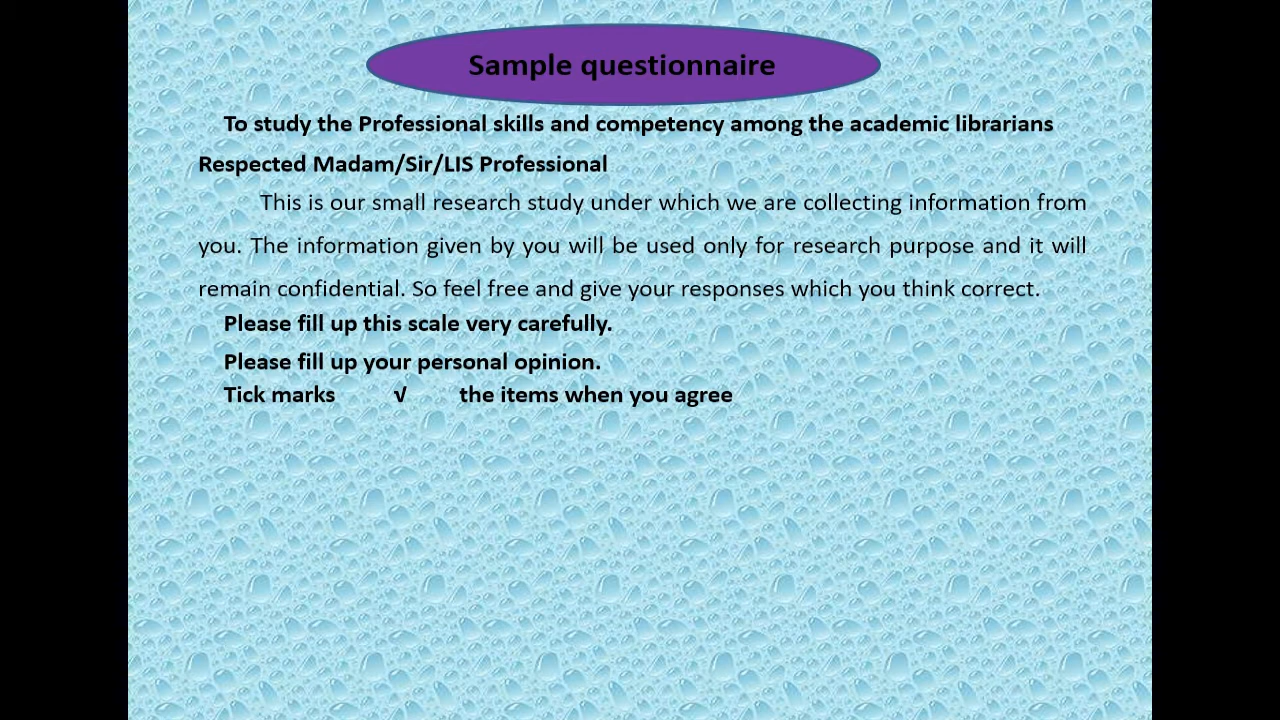 Sample questionnaire
To study the Professional skills and competency among the academic librarians
Respected Madam/Sir/LIS Professional
This is our small research study under which we are collecting information from
you. The information given by you will be used only for research purpose and it will
remain confidential. So feel free and give your responses which you think correct.
Please fill up this scale very carefully.
Please fill up your personal opinion.
Tick marks √ the items when you agree